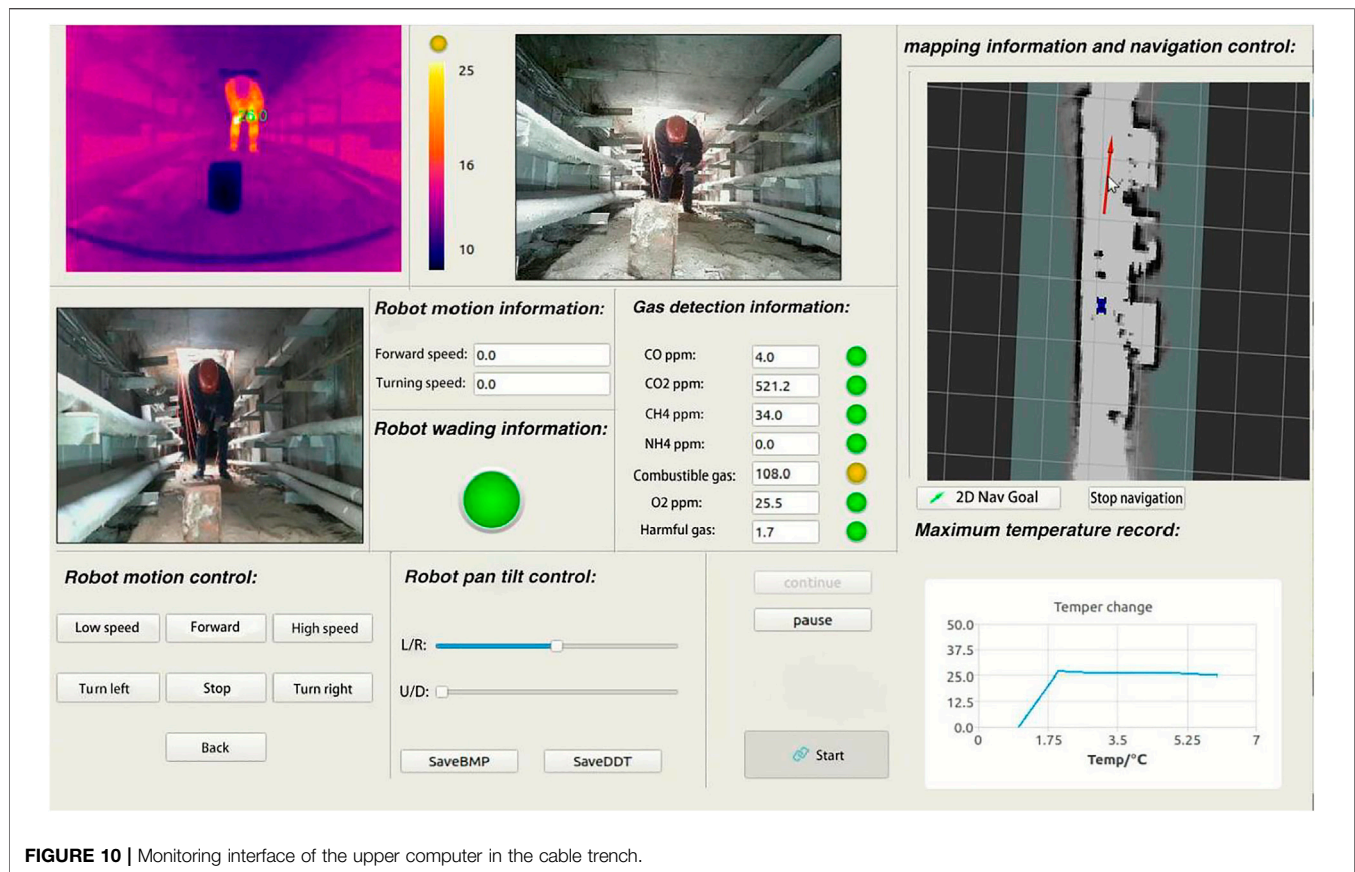 26.0
25
16
10
mapping information and navigation control:
Robot motion information:
Forward speed: 0.0
Turning speed: 0.0
Robot wading information:
Gas detection information:
CO ppm: 4.0
CO2 ppm: 521.2
CH4 ppm: 34.0
NH4 ppm: 0.0
Combustible gas: 108.0
O2 ppm: 25.5
Harmful gas: 1.7
2D Nav Goal Stop navigation
Maximum temperature record:
Robot motion control:
Low speed Forward High speed
Turn left Stop Turn right
Back
Robot pan tilt control:
L/R:
U/D:
SaveBMP SaveDDT
continue
pause
Start
Temper change
50.0
37.5
25.0
12.5
0.0
0 1.75 3.5 5.25 7
Temp/°C
FIGURE 10 | Monitoring interface of the upper computer in the cable trench.